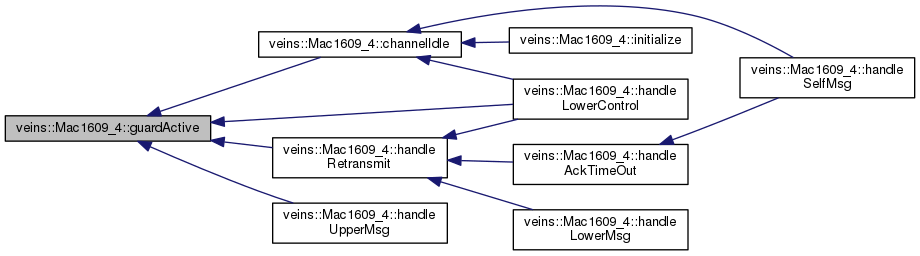 veins::Mac1609_4::guardActive
veins::Mac1609_4::channelIdle
veins::Mac1609_4::handle
Retransmit
veins::Mac1609_4::handle
UpperMsg
veins::Mac1609_4::initialize
veins::Mac1609_4::handle
LowerControl
veins::Mac1609_4::handle
AckTimeOut
veins::Mac1609_4::handle
LowerMsg
veins::Mac1609_4::handle
SelfMsg